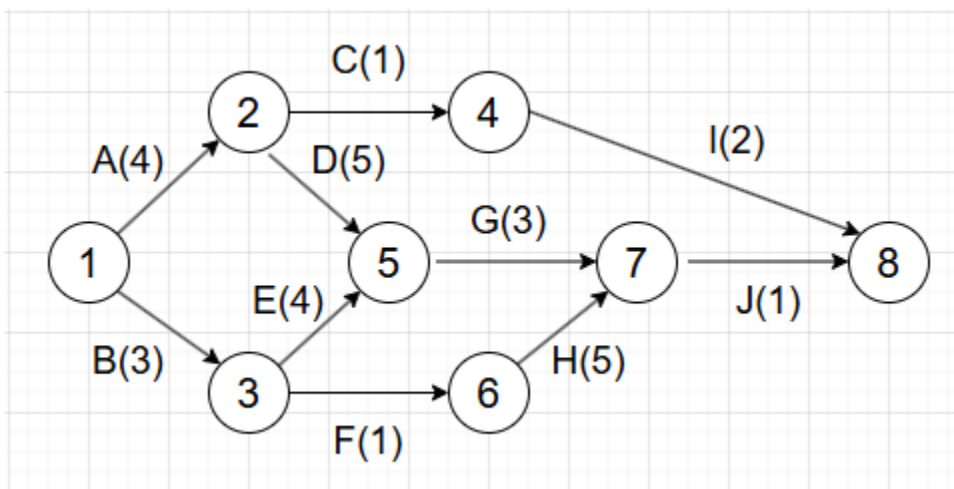 C(1)
2
4
A(4)
D(5)
I(2)
G(3)
1
5
7
8
E(4)
J(1)
B(3)
H(5)
3
6
F(1)